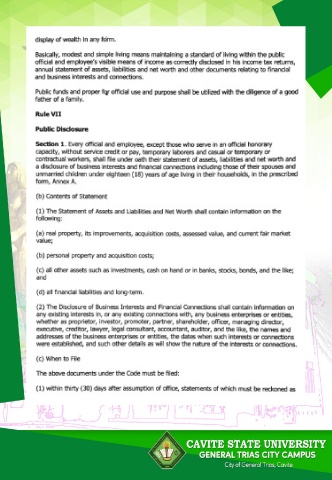 display of wealth in any form.
Basically, modest and simple living means maintaining a standard of living within the public
official and employee's visible means of income as correctly disclosed in his income tax returns,
annual statement of assets, liabilities and net worth and other documents relating to financial
and business interests and connections.
Public funds and proper for official use and purpose shall be utilized with the diligence of a good
father of a family.
Rule VII
Public Disclosure
Section 1. Every official and employee, except those who serve in an official honorary
capacity, without service credit or pay, temporary laborers and casual or temporary or
contractual workers, shall file under oath their statement of assets, liabilities and net worth and
a disclosure of business interests and financial connections including those of their spouses and
unmarried children under eighteen (18) years of age living in their households, in the prescribed
form, Annex A.
(b) Contents of Statement
(1) The Statement of Assets and Liabilities and Net Worth shall contain information on the
following:
(a) real property, its improvements, acquisition costs, assessed value, and current fair market
value;
(b) personal property and acquisition costs;
(c) all other assets such as investments, cash on hand or in banks, stocks, bonds, and the like;
and
(d) all financial liabilities and long-term.
(2) The Disclosure of Business Interests and Financial Connections shall contain information on
any existing interests in, or any existing connections with, any business enterprises or entities,
whether as proprietor, investor, promoter, partner, shareholder, officer, managing director,
executive, creditor, lawyer, legal consultant, accountant, auditor, and the like, the names and
addresses of the business enterprises or entities, the dates when such interests or connections
were established, and such other details as will show the nature of the interests or connections.
(c) When to File
The above documents under the Code must be filed:
(1) within thirty (30) days after assumption of office, statements of which must be reckoned as
CAVITE STATE UNIVERSITY
GENERAL TRIAS CITY CAMPUS
City of General Trias, Cavite